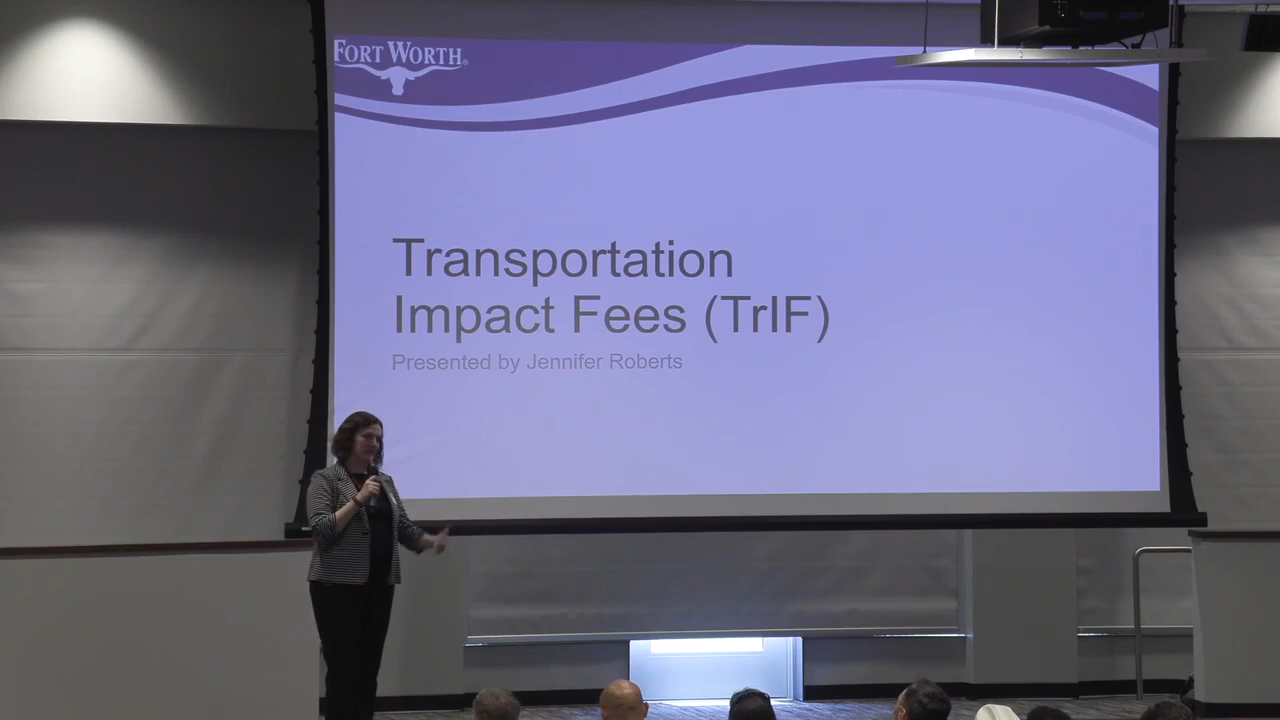 FORT WORTH®
Transportation
Impact Fees (TrIF)
Presented by Jennifer Roberts